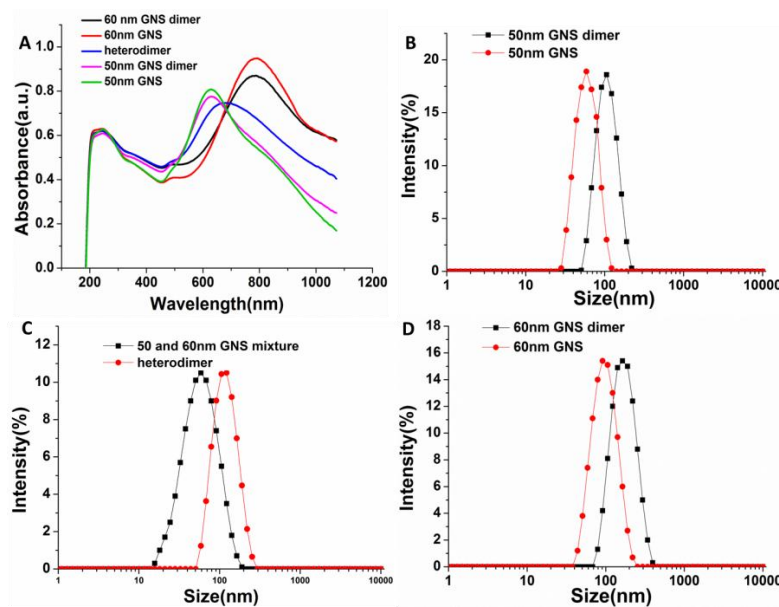 A
60 nm GNS dimer
60nm GNS
heterodimer
50nm GNS dimer
50nm GNS
1.0
0.8
0.6
0.4
0.2
0.0
Absorbance(a.u.)
200 400 600 800 1000 1200
Wavelength(nm)
B
50nm GNS dimer
50nm GNS
20
15
10
5
0
Intensity(%)
1 10 100 1000 10000
Size(nm)
C
50 and 60nm GNS mixture
heterodimer
12
10
8
6
4
2
0
Intensity(%)
1 10 100 1000 10000
Size(nm)
D
60nm GNS dimer
60nm GNS
18
16
14
12
10
8
6
4
2
0
Intensity(%)
1 10 100 1000 10000
Size(nm)